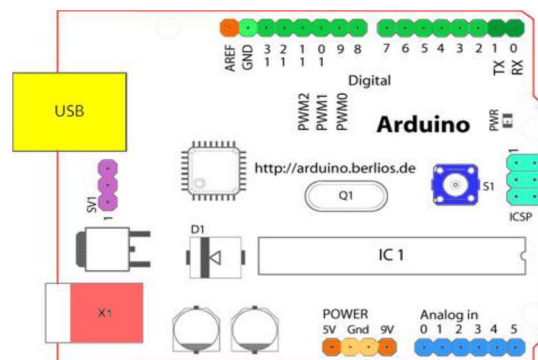 AREF
GND
13
12
11
10
9
8
7
6
5
4
3
2
1
0
TX
RX
Digital
USB
PWM2
PWM1
PWM0
Arduino
PWR
http://arduino.berlios.de
SV1
1
Q1
S1
1
ICSP
D1
IC 1
X1
POWER
5V Gnd 9V
Analog in
0 1 2 3 4 5